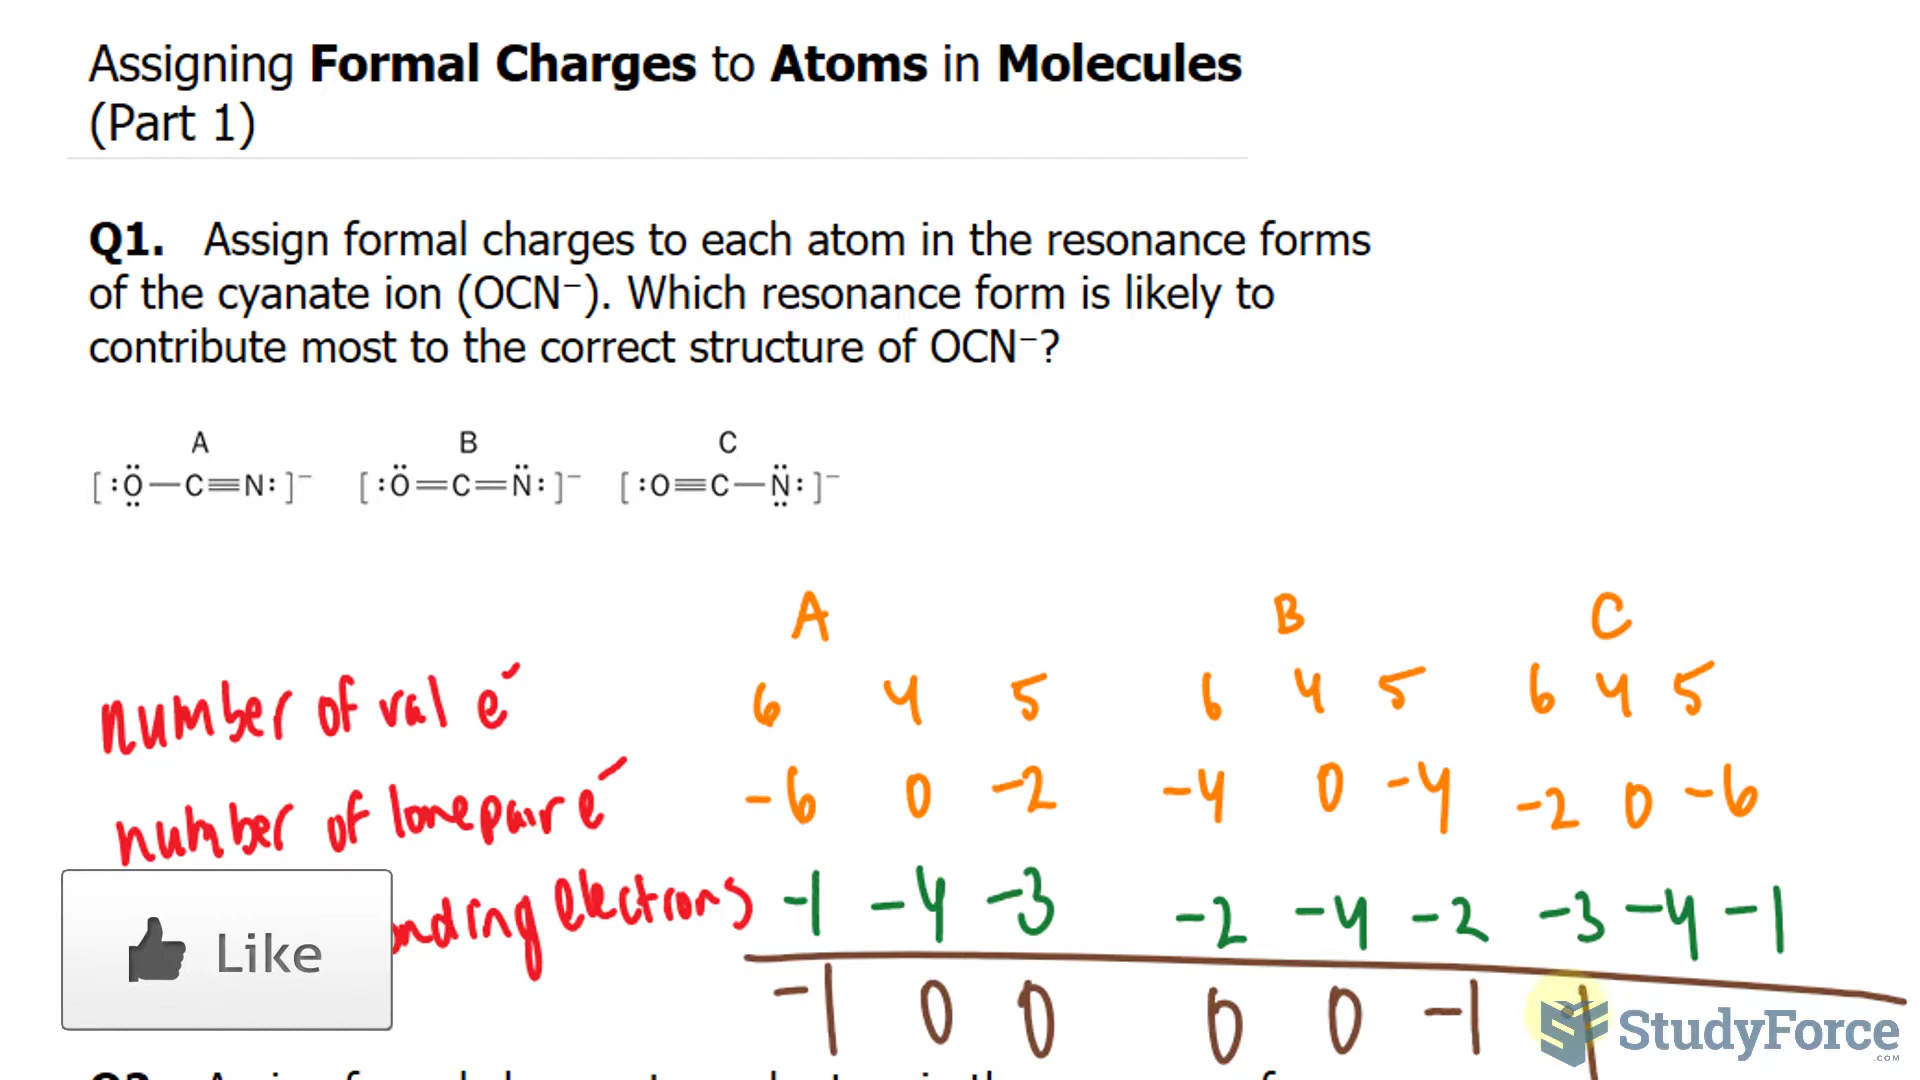 Assigning Formal Charges to Atoms in Molecules
(Part 1)
Q1. Assign formal charges to each atom in the resonance forms
of the cyanate ion (OCN⁻). Which resonance form is likely to
contribute most to the correct structure of OCN⁻?
A B C
[:Ö—C≡N:]⁻ [:Ö=C=N̈:]⁻ [:O≡C—N̈:]⁻
A B C
number of val e⁻ 6 4 5 6 4 5 6 4 5
number of lone pair e⁻ -6 0 -2 -4 0 -4 -2 0 -6
onding electrons -1 -4 -3 -2 -4 -2 -3 -4 -1
Like
-1 0 0 0 0 -1
StudyForce
.COM